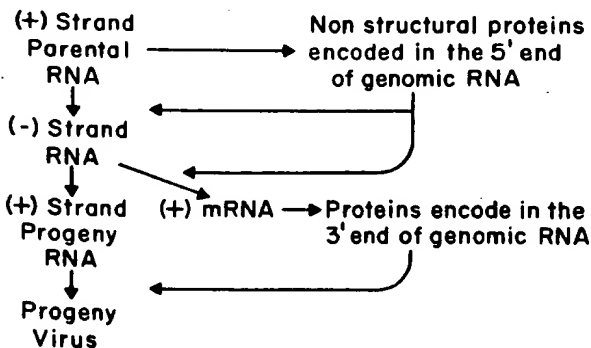 (+) Strand
Parental
RNA
Non structural proteins
encoded in the 5' end
of genomic RNA
(-) Strand
RNA
(+) Strand
Progeny
RNA
(+) mRNA
Proteins encode in the
3' end of genomic RNA
Progeny
Virus